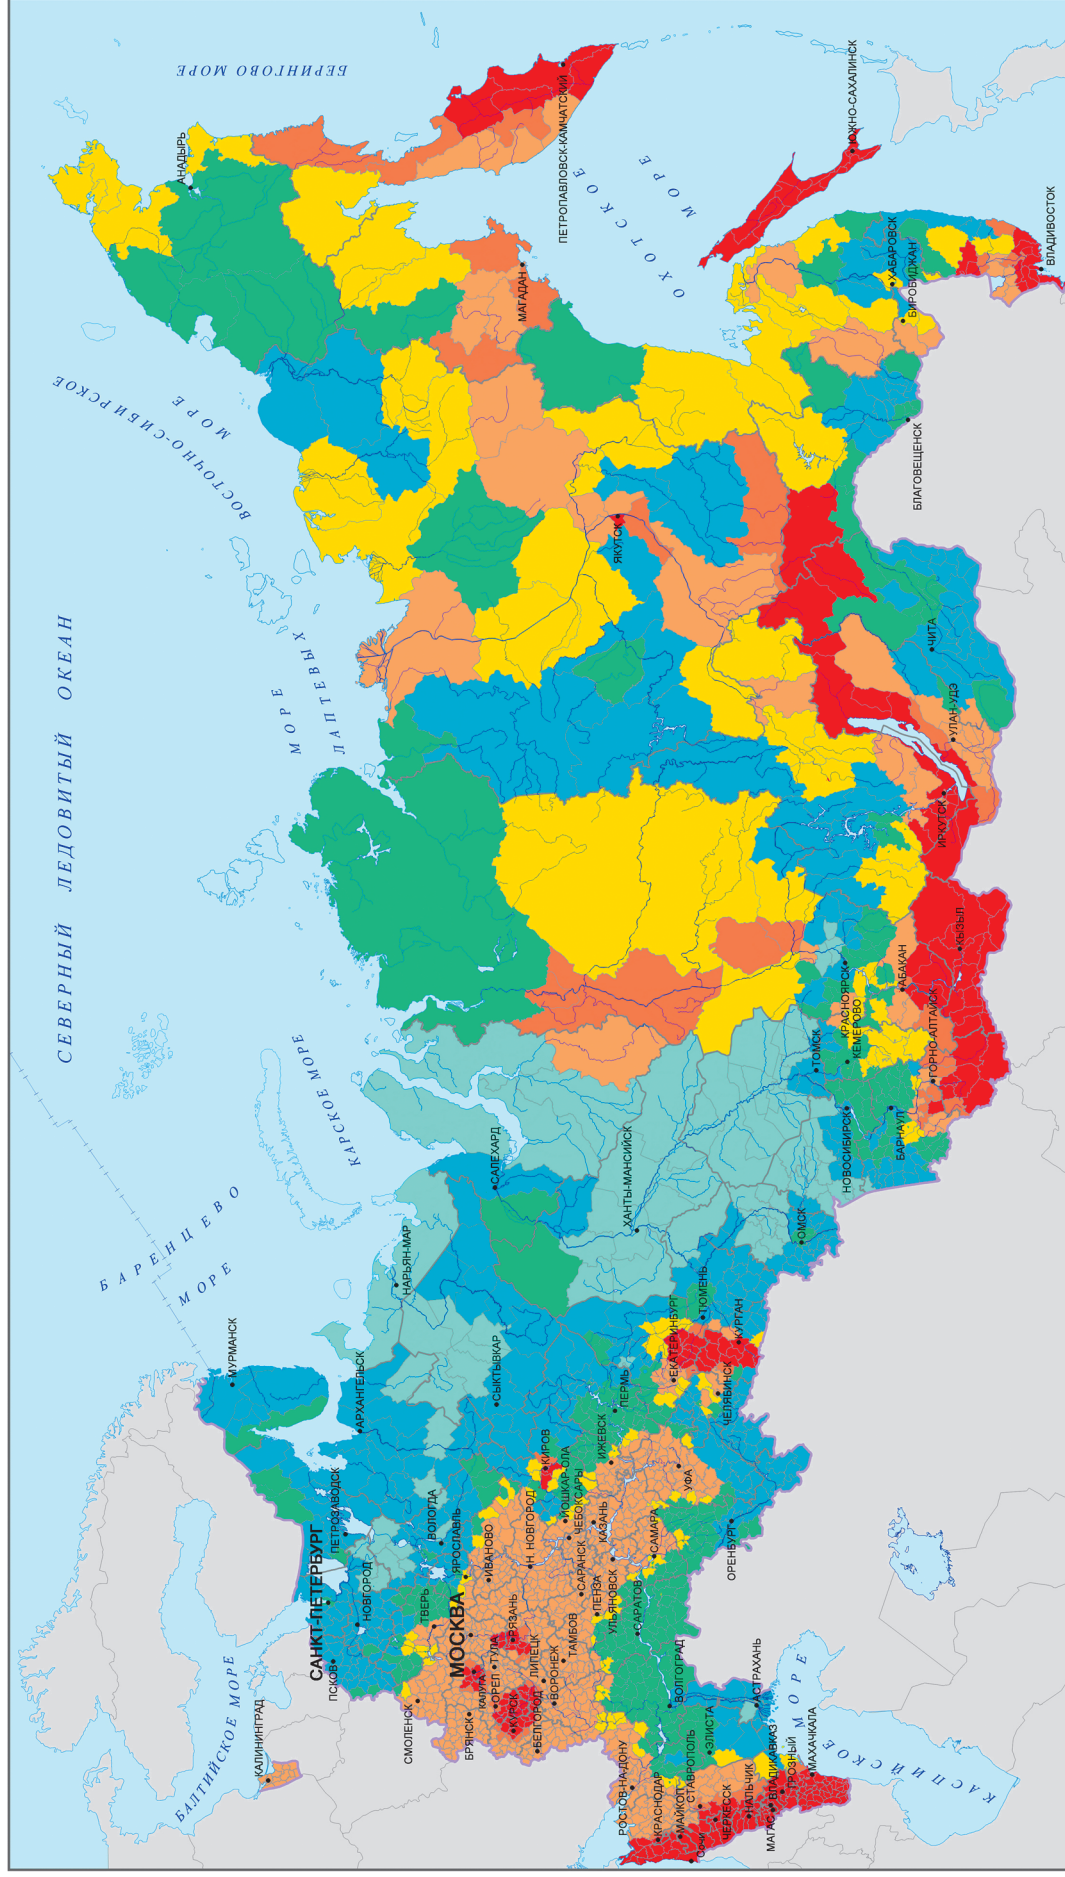 СЕВЕРНЫЙ ЛЕДОВИТЫЙ ОКЕАН
БАРЕНЦЕВО
МОРЕ
КАРСКОЕ МОРЕ
МОРЕ
ЛАПТЕВЫХ
ВОСТОЧНО-СИБИРСКОЕ
МОРЕ
БЕРИНГОВО МОРЕ
ОХОТСКОЕ
МОРЕ
БАЛТИЙСКОЕ МОРЕ
КАСПИЙСКОЕ
МОРЕ
КАЛИНИНГРАД
МУРМАНСК
САНКТ-ПЕТЕРБУРГ
ПСКОВ
ПЕТРОЗАВОДСК
НОВГОРОД
АРХАНГЕЛЬСК
НАРЬЯН-МАР
ВОЛОГДА
ТВЕРЬ
СМОЛЕНСК
МОСКВА
ЯРОСЛАВЛЬ
ИВАНОВО
БРЯНСК
КАЛУГА
ОРЕЛ
ТУЛА
РЯЗАНЬ
КУРСК
ЛИПЕЦК
БЕЛГОРОД
ВОРОНЕЖ
ТАМБОВ
Н. НОВГОРОД
КИРОВ
ЙОШКАР-ОЛА
ЧЕБОКСАРЫ
САРАНСК
ПЕНЗА
КАЗАНЬ
УЛЬЯНОВСК
ИЖЕВСК
ПЕРМЬ
СЫКТЫВКАР
САЛЕХАРД
ХАНТЫ-МАНСИЙСК
САРАТОВ
САМАРА
УФА
ОРЕНБУРГ
ЕКАТЕРИНБУРГ
ЧЕЛЯБИНСК
КУРГАН
ТЮМЕНЬ
ОМСК
РОСТОВ-НА-ДОНУ
ВОЛГОГРАД
АСТРАХАНЬ
ЭЛИСТА
КРАСНОДАР
МАЙКОП
СТАВРОПОЛЬ
Сочи
ЧЕРКЕССК
НАЛЬЧИК
МАГАС
ВЛАДИКАВКАЗ
ГРОЗНЫЙ
МАХАЧКАЛА
ТОМСК
НОВОСИБИРСК
КЕМЕРОВО
КРАСНОЯРСК
БАРНАУЛ
ГОРНО-АЛТАЙСК
АБАКАН
КЫЗЫЛ
ИРКУТСК
УЛАН-УДЭ
ЧИТА
ЯКУТСК
БЛАГОВЕЩЕНСК
БИРОБИДЖАН
ХАБАРОВСК
ВЛАДИВОСТОК
ЮЖНО-САХАЛИНСК
МАГАДАН
ПЕТРОПАВЛОВСК-КАМЧАТСКИЙ
АНАДЫРЬ